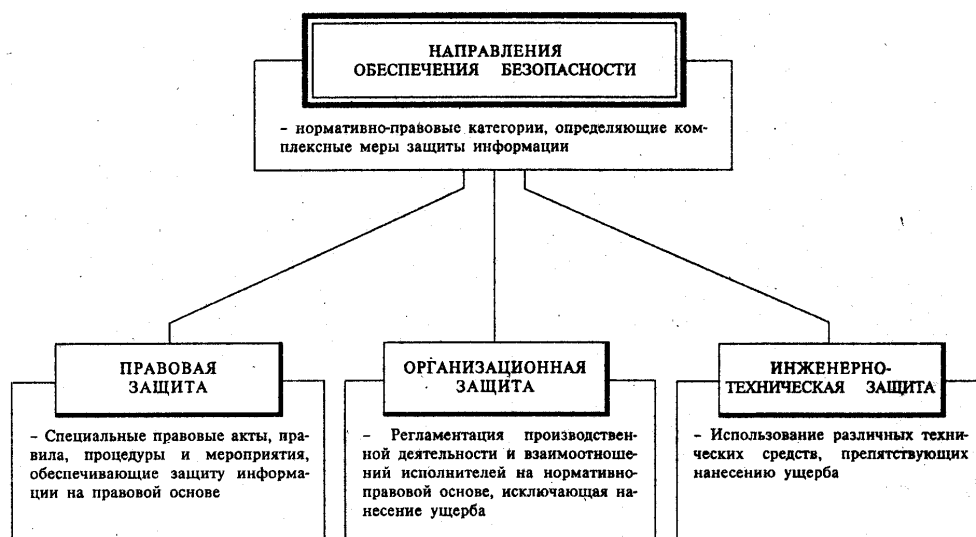 НАПРАВЛЕНИЯ
ОБЕСПЕЧЕНИЯ БЕЗОПАСНОСТИ
– нормативно-правовые категории, определяющие ком-
плексные меры защиты информации
ПРАВОВАЯ
ЗАЩИТА
– Специальные правовые акты, пра-
вила, процедуры и мероприятия,
обеспечивающие защиту информа-
ции на правовой основе
ОРГАНИЗАЦИОННАЯ
ЗАЩИТА
– Регламентация производствен-
ной деятельности и взаимоотноше-
ний исполнителей на нормативно-
правовой основе, исключающая на-
несение ущерба
ИНЖЕНЕРНО-
ТЕХНИЧЕСКАЯ ЗАЩИТА
– Использование различных техни-
ческих средств, препятствующих
нанесению ущерба